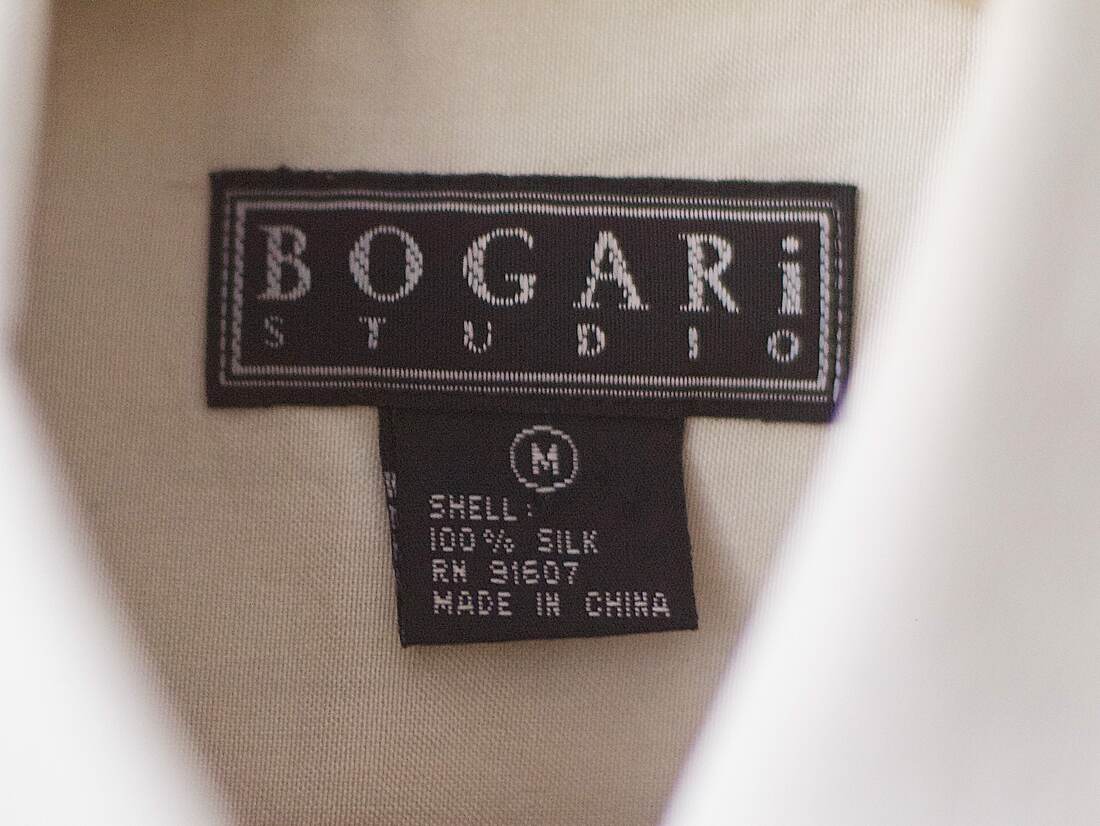 BOGARi
STUDIO
M
SHELL:
100% SILK
RN 91607
MADE IN CHINA